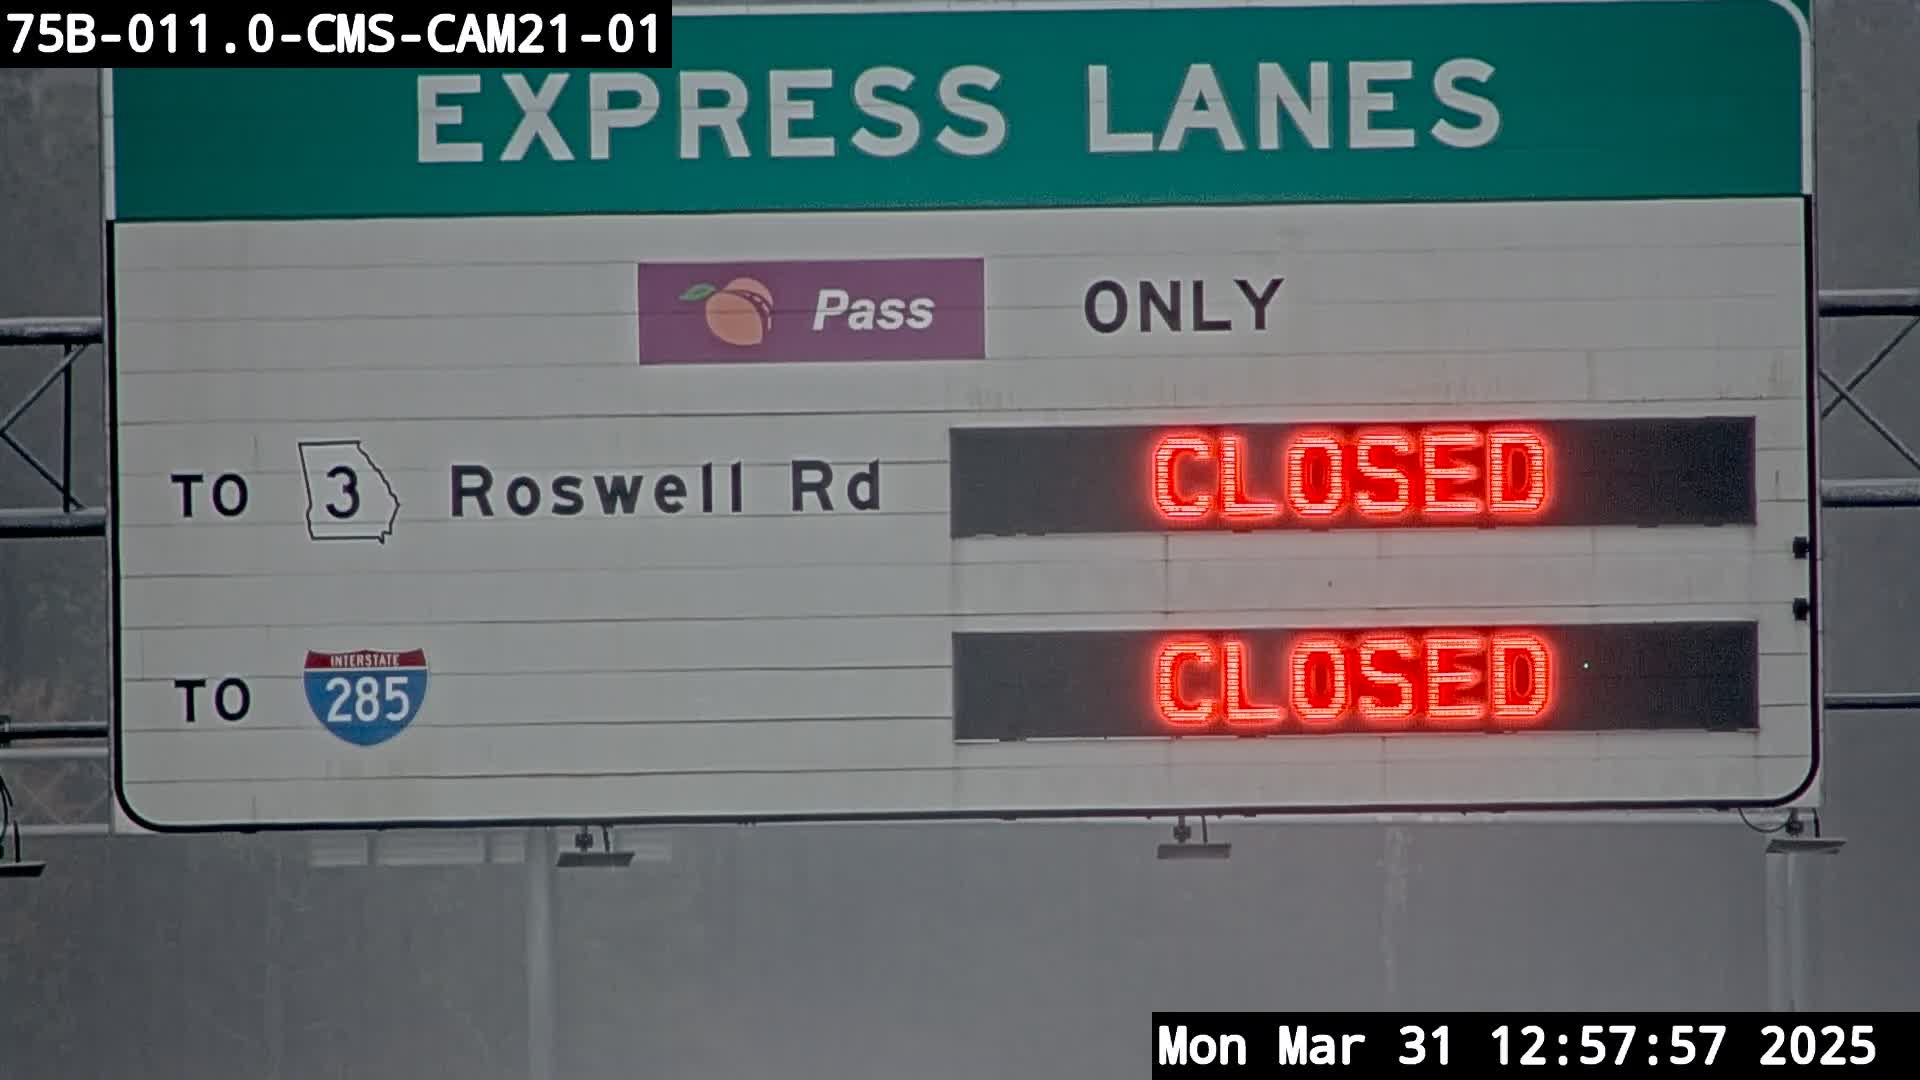 75B-011.0-CMS-CAM21-01
EXPRESS LANES
Pass ONLY
TO 3 Roswell Rd CLOSED
TO INTERSTATE 285 CLOSED
Mon Mar 31 12:57:57 2025